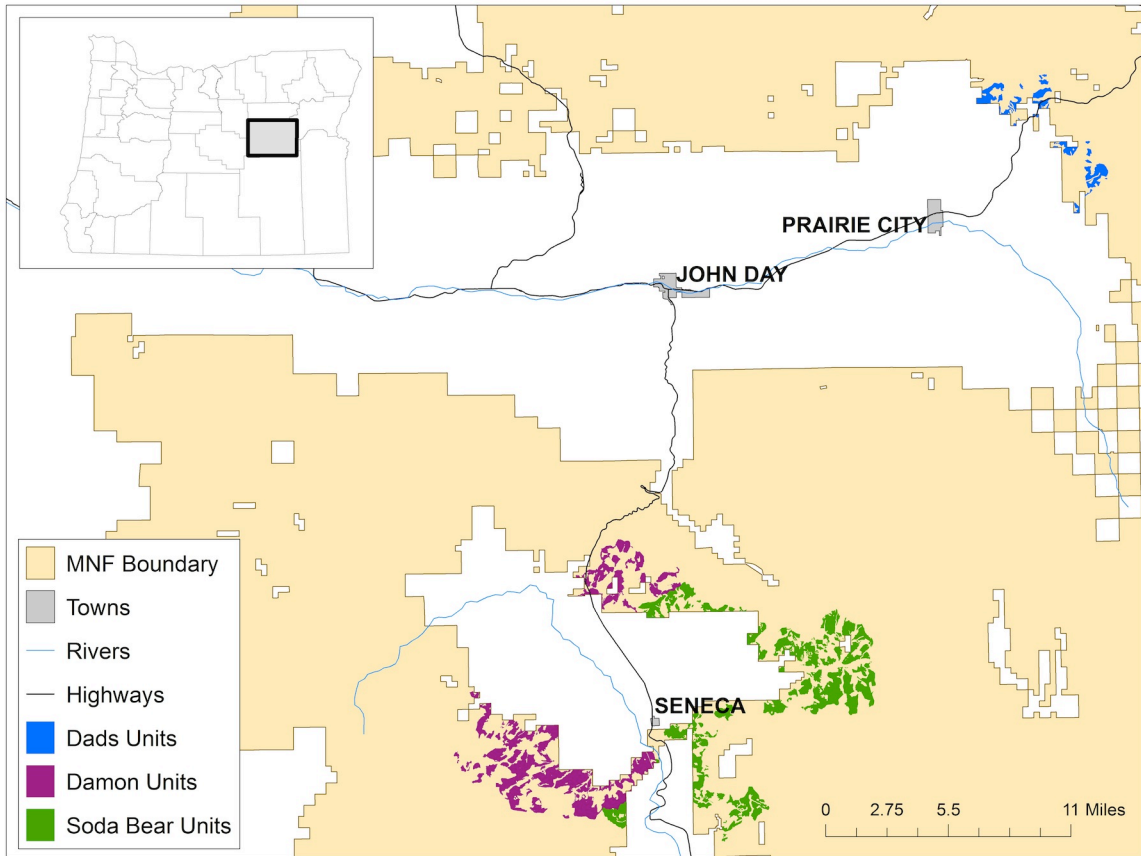 PRAIRIE CITY
JOHN DAY
SENECA
MNF Boundary
Towns
Rivers
Highways
Dads Units
Damon Units
Soda Bear Units
0 2.75 5.5 11 Miles